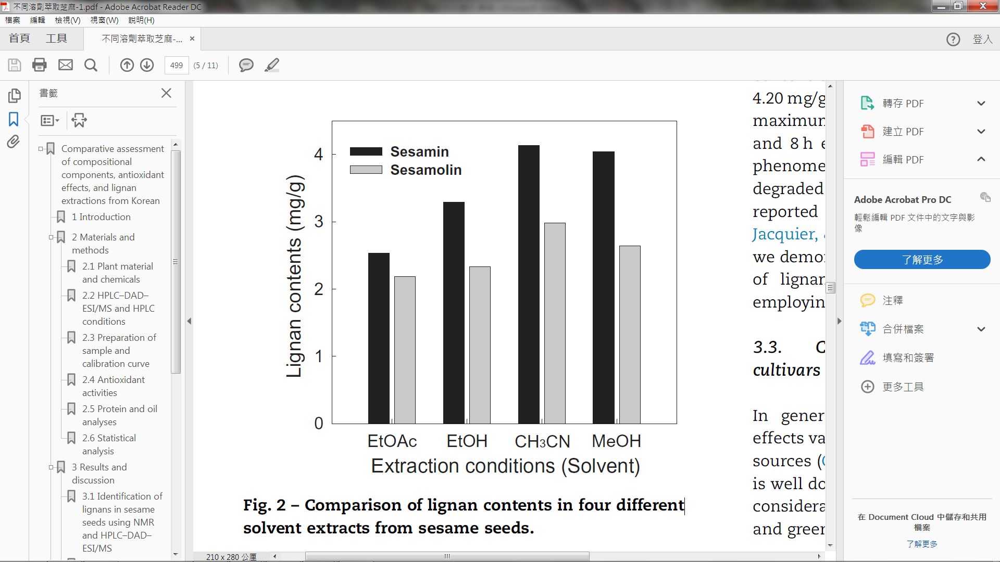 不同溶劑萃取芝麻-1.pdf - Adobe Acrobat Reader DC
檔案 編輯 檢視(V) 視窗(W) 說明(H)
首頁 工具 不同溶劑萃取芝麻-... × 登入
499 (5 / 11)
書籤
Comparative assessment
of compositional
components, antioxidant
effects, and lignan
extractions from Korean
1 Introduction
2 Materials and
methods
2.1 Plant material
and chemicals
2.2 HPLC–DAD–
ESI/MS and HPLC
conditions
2.3 Preparation of
sample and
calibration curve
2.4 Antioxidant
activities
2.5 Protein and oil
analyses
2.6 Statistical
analysis
3 Results and
discussion
3.1 Identification of
lignans in sesame
seeds using NMR
and HPLC–DAD–
ESI/MS
Lignan contents (mg/g)
4
3
2
1
0
Sesamin
Sesamolin
EtOAc EtOH CH3CN MeOH
Extraction conditions (Solvent)
Fig. 2 – Comparison of lignan contents in four different
solvent extracts from sesame seeds.
210 x 280 公厘
4.20 mg/g
maximum
and 8 h
phenome
degraded
reported
Jacquier,
we demon
of lignan
employin
3.3. C
cultivars
In gener
effects va
sources (
is well do
considera
and green
轉存 PDF
建立 PDF
編輯 PDF
Adobe Acrobat Pro DC
輕鬆編輯 PDF 文件中的文字與影
像
了解更多
注釋
合併檔案
填寫和簽署
更多工具
在 Document Cloud 中儲存和共用
檔案
了解更多